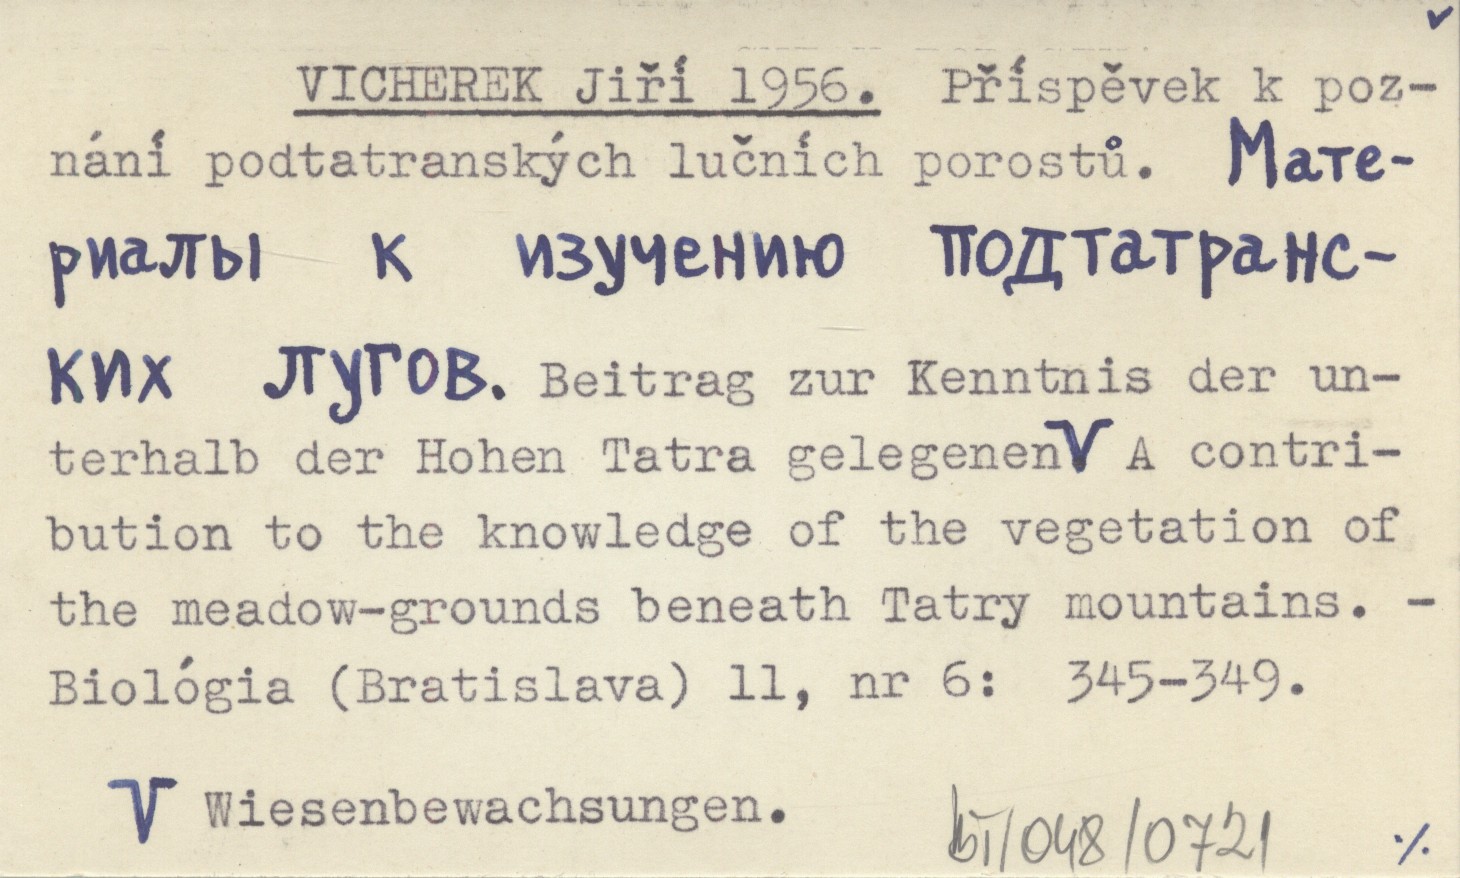 VICHEREK Jiří 1956. Příspěvek k poz-
nání podtatranských lučních porostů. Мате-
риалы к изучению подтатранс-
ких лугов. Beitrag zur Kenntnis der un-
terhalb der Hohen Tatra gelegenen V A contri-
bution to the knowledge of the vegetation of
the meadow-grounds beneath Tatry mountains. -
Biológia (Bratislava) 11, nr 6: 345-349.
V Wiesenbewachsungen.
/048/0721